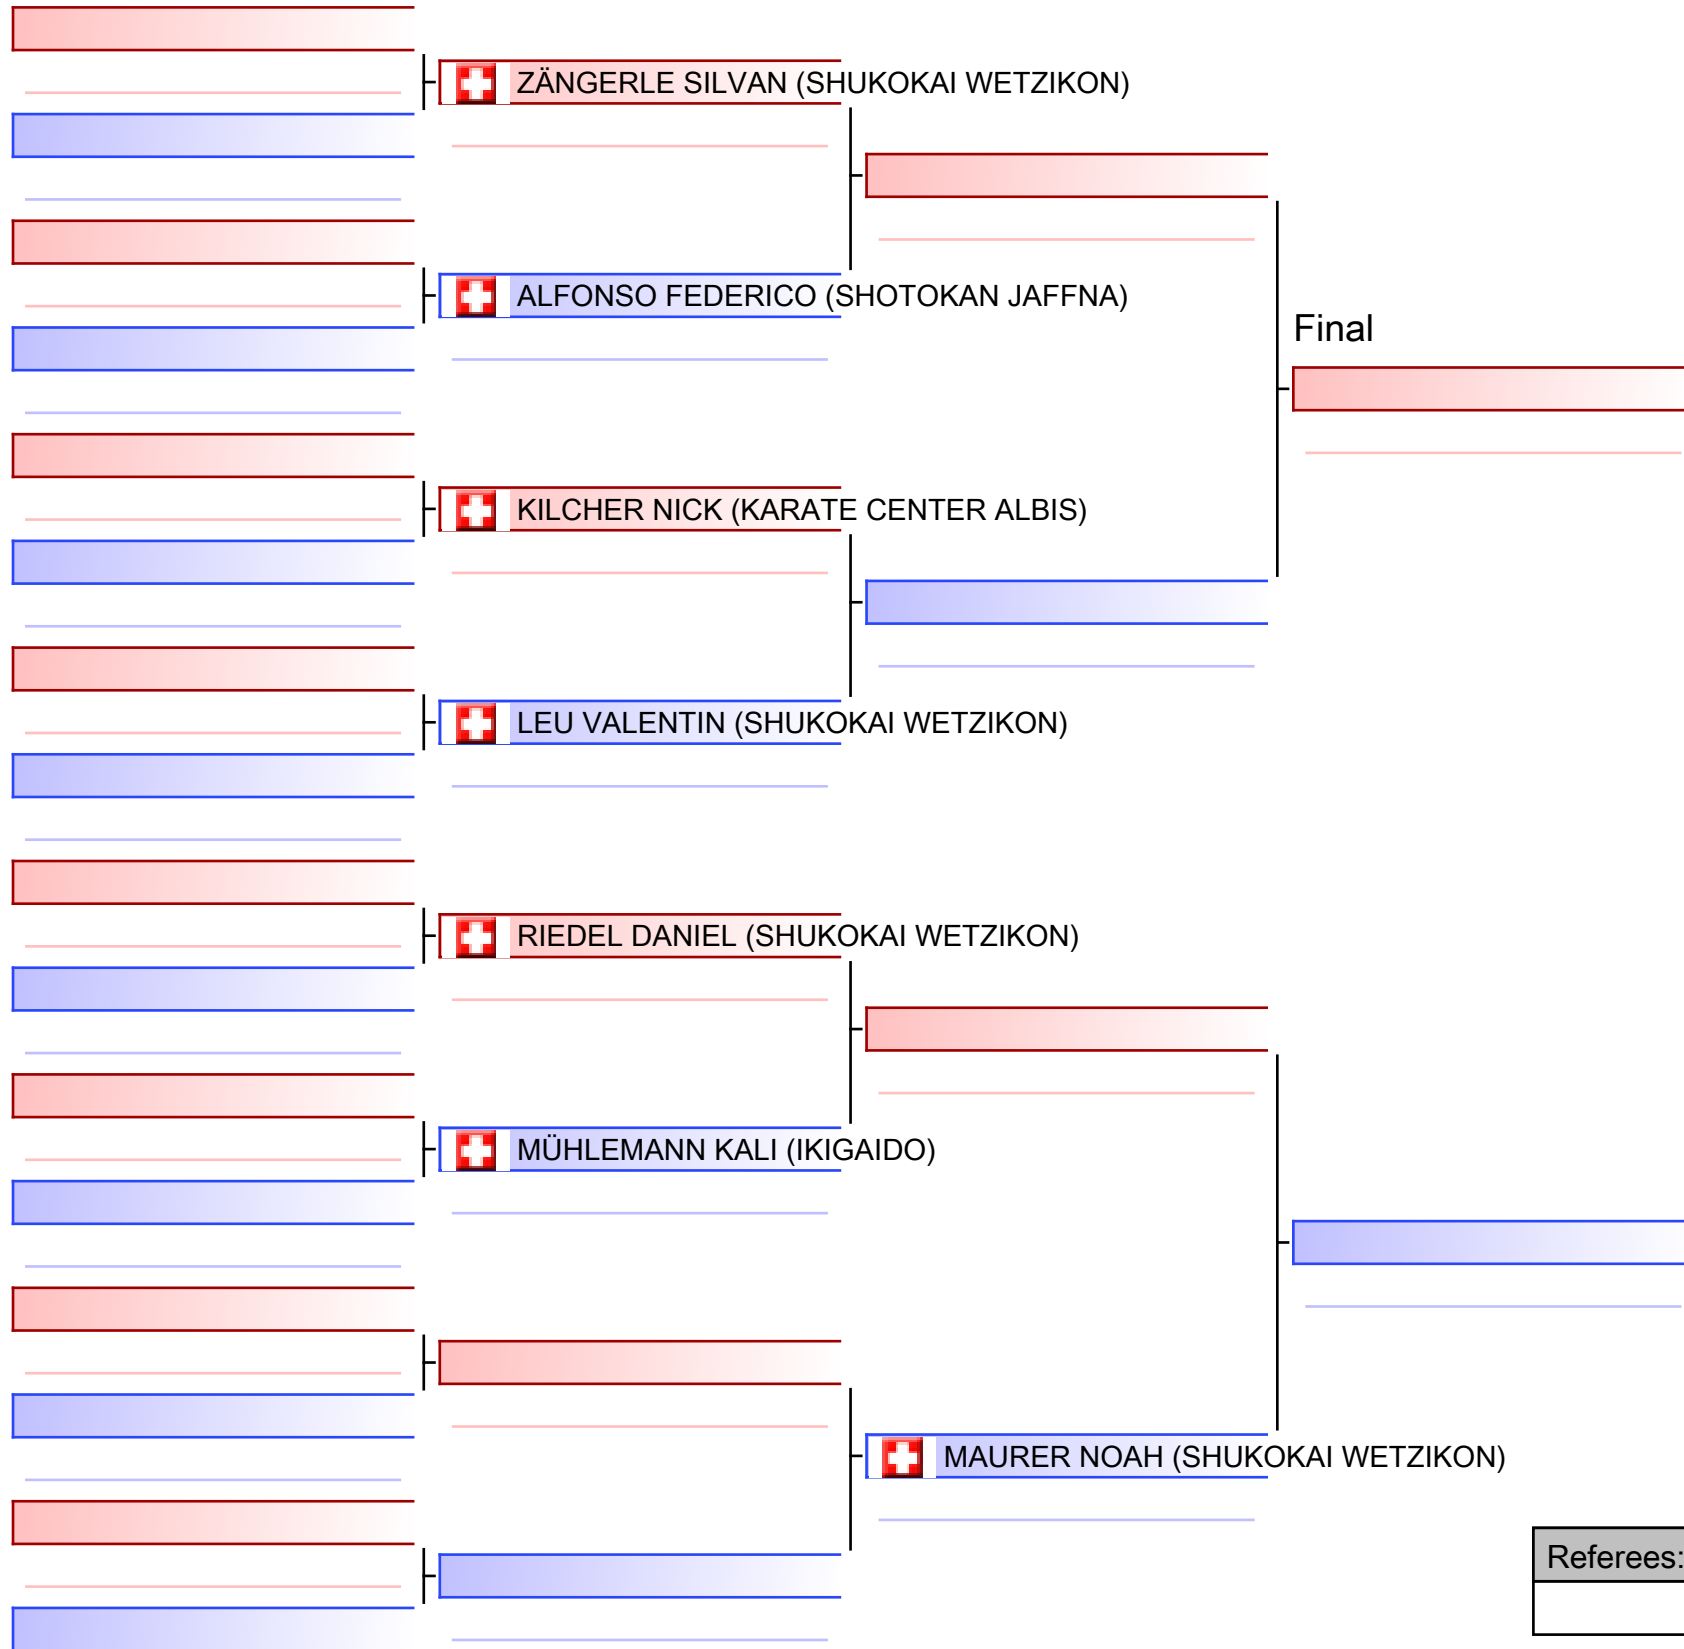 ZÄNGERLE SILVAN (SHUKOKAI WETZIKON)
ALFONSO FEDERICO (SHOTOKAN JAFFNA)
Final
KILCHER NICK (KARATE CENTER ALBIS)
LEU VALENTIN (SHUKOKAI WETZIKON)
RIEDEL DANIEL (SHUKOKAI WETZIKON)
MÜHLEMANN KALI (IKIGAIDO)
MAURER NOAH (SHUKOKAI WETZIKON)
Referees: